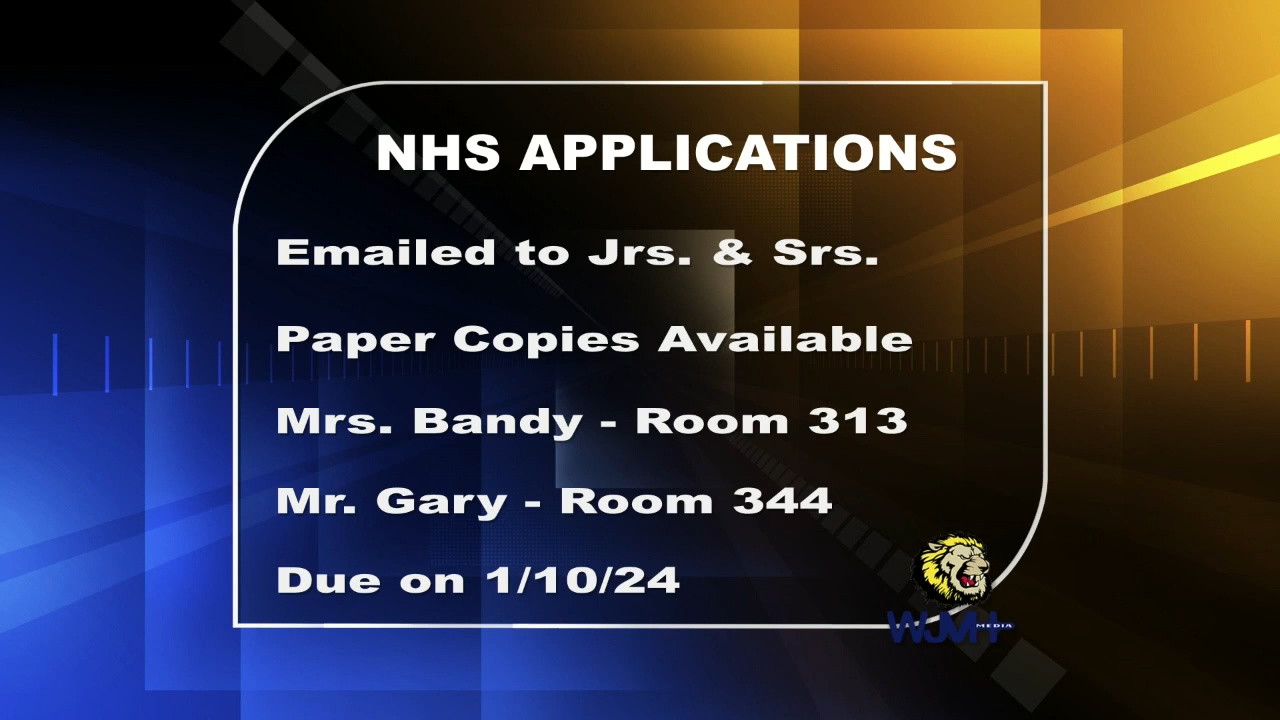 NHS APPLICATIONS
Emailed to Jrs. & Srs.
Paper Copies Available
Mrs. Bandy - Room 313
Mr. Gary - Room 344
Due on 1/10/24
WJMH
MEDIA